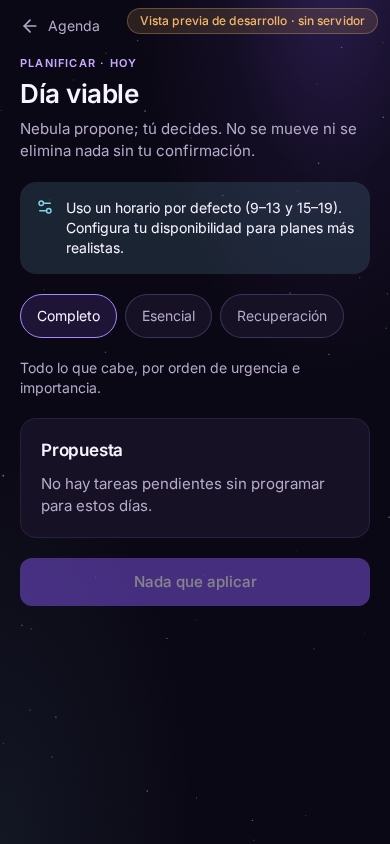 Agenda
Vista previa de desarrollo · sin servidor
PLANIFICAR · HOY
Día viable
Nebula propone; tú decides. No se mueve ni se
elimina nada sin tu confirmación.
Uso un horario por defecto (9–13 y 15–19).
Configura tu disponibilidad para planes más
realistas.
Completo
Esencial
Recuperación
Todo lo que cabe, por orden de urgencia e
importancia.
Propuesta
No hay tareas pendientes sin programar
para estos días.
Nada que aplicar